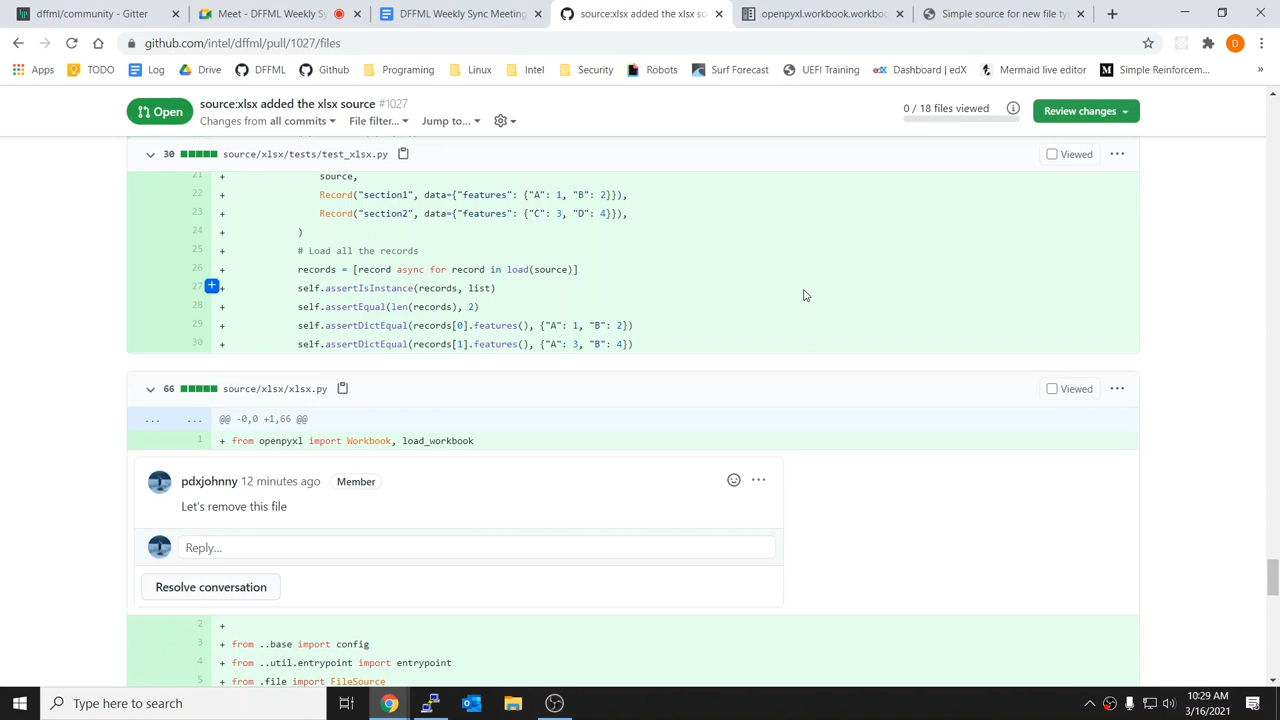 dffml/community - Gitter
Meet - DFFML Weekly Sy
DFFML Weekly Sync Meeting
source:xlsx added the xlsx so
openpyxl.workbook.workbo
Simple source for new file typ
github.com/intel/dffml/pull/1027/files
D
Apps
TODO
Log
Drive
DFFML
Github
Programing
Linux
Intel
Security
Robots
Surf Forecast
UEFI Training
edX
Dashboard | edX
Mermaid live editor
M
Simple Reinforcem...
»
Open
source:xlsx added the xlsx source #1027
Changes from all commits
File filter...
Jump to...
0 / 18 files viewed
Review changes
30 source/xlsx/tests/test_xlsx.py
Viewed
21 + source,
22 + Record("section1", data={"features": {"A": 1, "B": 2}}),
23 + Record("section2", data={"features": {"C": 3, "D": 4}}),
24 + )
25 + # Load all the records
26 + records = [record async for record in load(source)]
27 + self.assertIsInstance(records, list)
28 + self.assertEqual(len(records), 2)
29 + self.assertDictEqual(records[0].features(), {"A": 1, "B": 2})
30 + self.assertDictEqual(records[1].features(), {"A": 3, "B": 4})
66 source/xlsx/xlsx.py
Viewed
... ... @@ -0,0 +1,66 @@
1 + from openpyxl import Workbook, load_workbook
pdxjohnny 12 minutes ago Member
Let's remove this file
Reply...
Resolve conversation
2 +
3 + from ..base import config
4 + from ..util.entrypoint import entrypoint
5 + from .file import FileSource
Type here to search
10:29 AM
3/16/2021